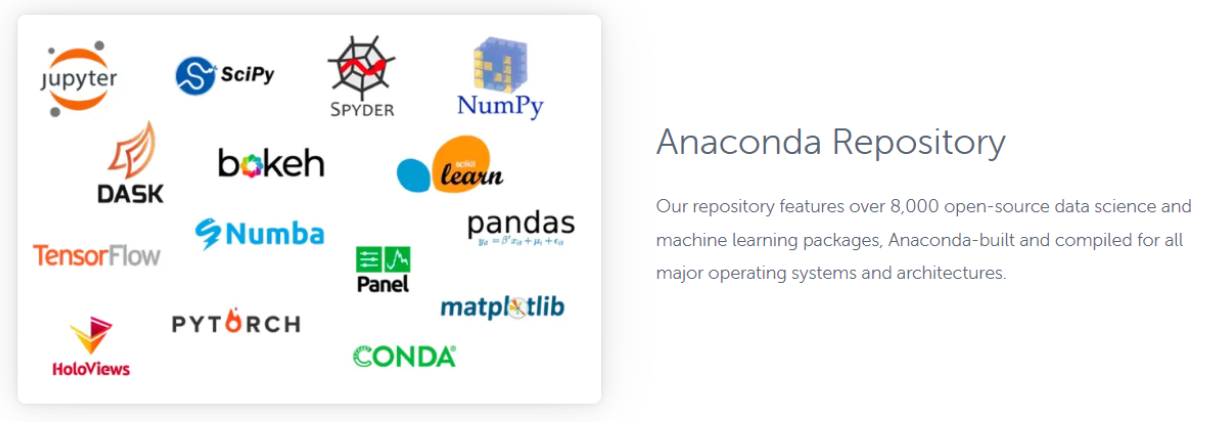 jupyter
SciPy
SPYDER
NumPy
DASK
bokeh
scikit
learn
Numba
pandas
TensorFlow
Panel
matplotlib
PYTORCH
CONDA
HoloViews
Anaconda Repository
Our repository features over 8,000 open-source data science and
machine learning packages, Anaconda-built and compiled for all
major operating systems and architectures.